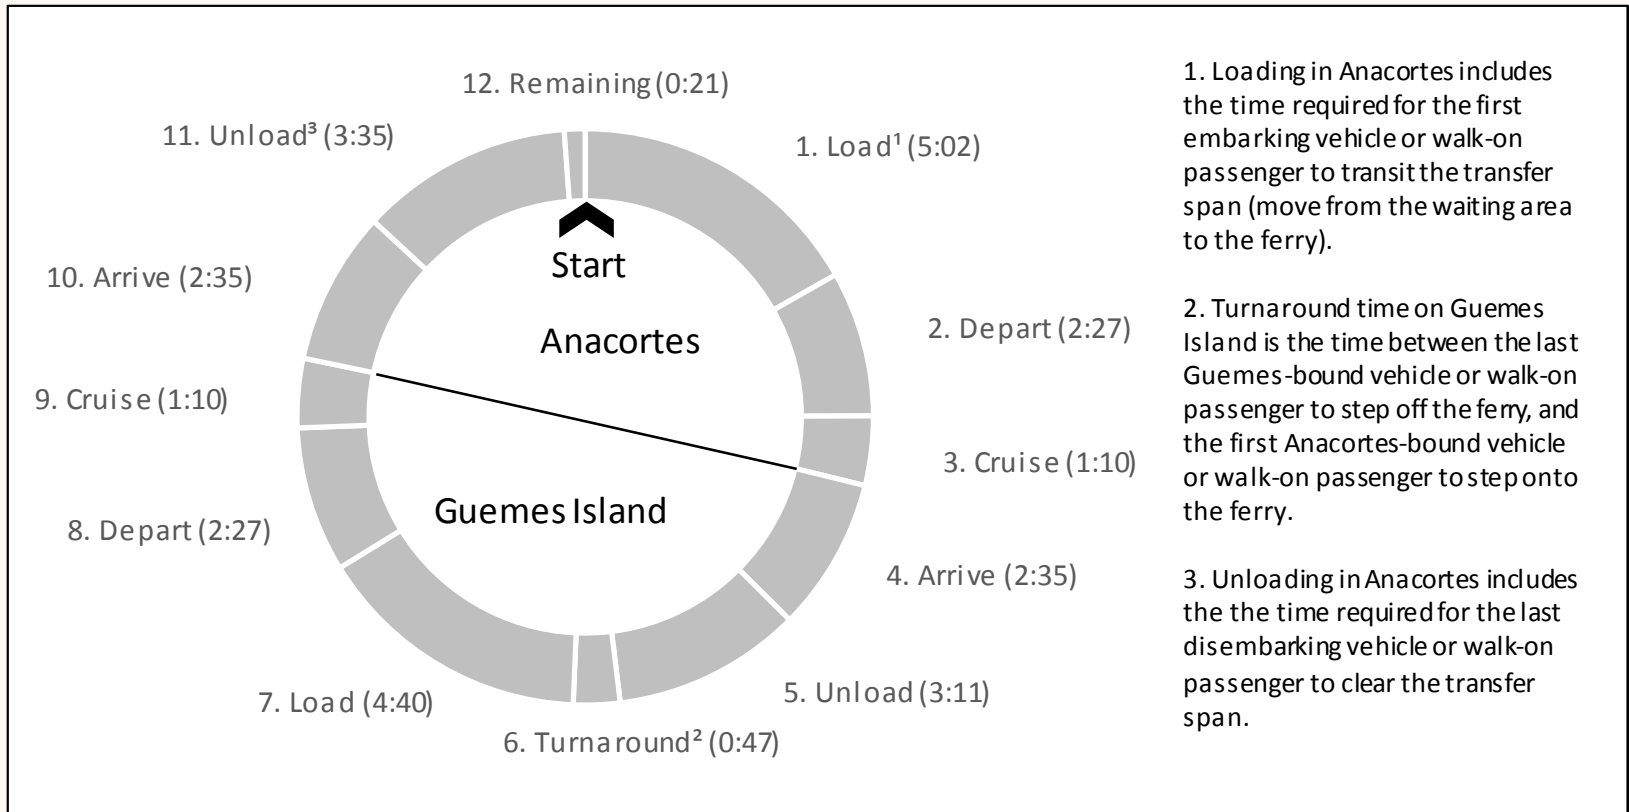 12. Remaining (0:21)
11. Unload³ (3:35)
1. Load¹ (5:02)
10. Arrive (2:35)
Start
2. Depart (2:27)
Anacortes
9. Cruise (1:10)
3. Cruise (1:10)
Guemes Island
8. Depart (2:27)
4. Arrive (2:35)
7. Load (4:40)
5. Unload (3:11)
6. Turnaround² (0:47)
1. Loading in Anacortes includes
the time required for the first
embarking vehicle or walk-on
passenger to transit the transfer
span (move from the waiting area
to the ferry).
2. Turnaround time on Guemes
Island is the time between the last
Guemes-bound vehicle or walk-on
passenger to step off the ferry, and
the first Anacortes-bound vehicle
or walk-on passenger to step onto
the ferry.
3. Unloading in Anacortes includes
the the time required for the last
disembarking vehicle or walk-on
passenger to clear the transfer
span.